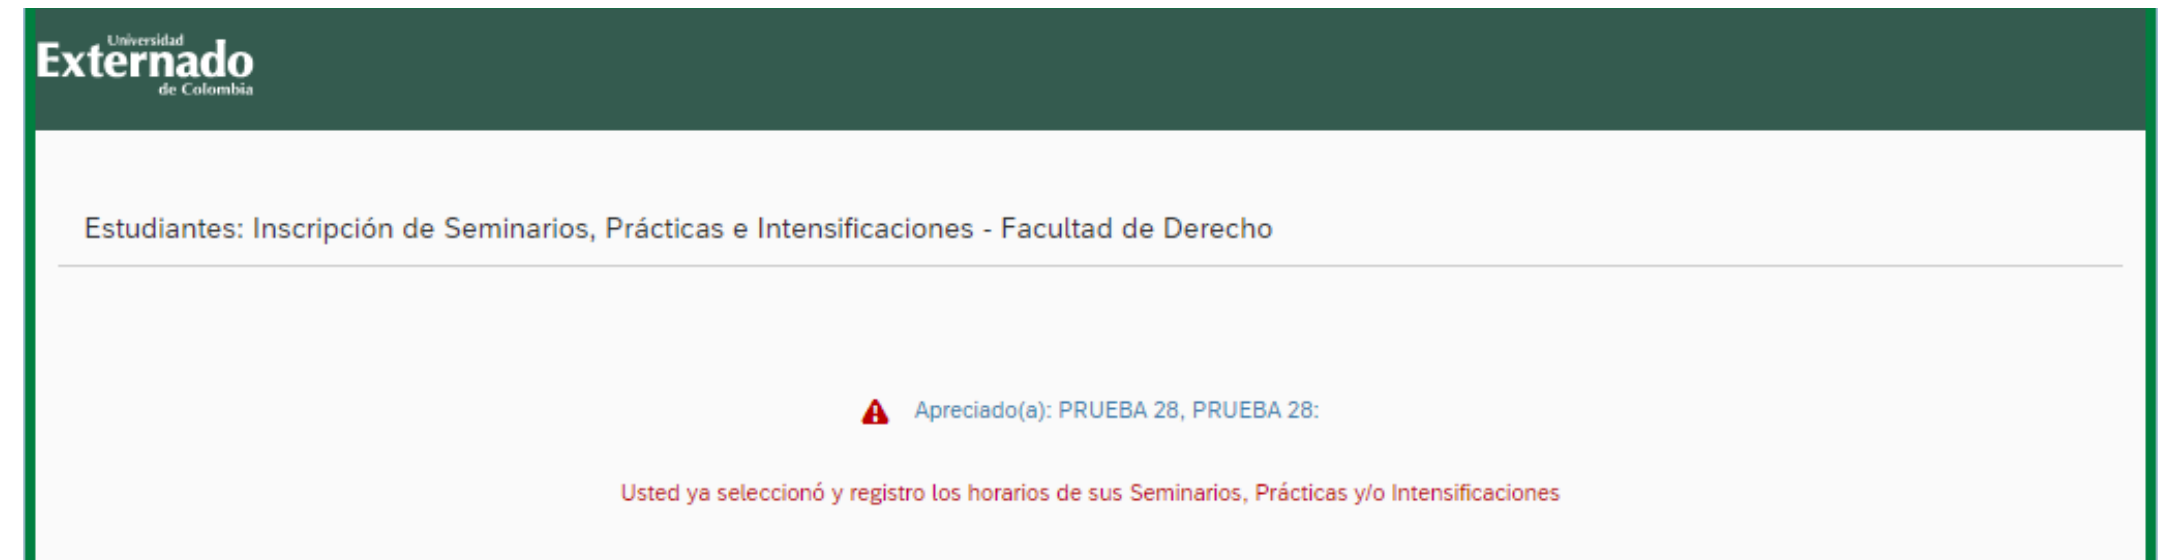 Universidad
Externado
de Colombia
Estudiantes: Inscripción de Seminarios, Prácticas e Intensificaciones - Facultad de Derecho
Apreciado(a): PRUEBA 28, PRUEBA 28:
Usted ya seleccionó y registro los horarios de sus Seminarios, Prácticas y/o Intensificaciones